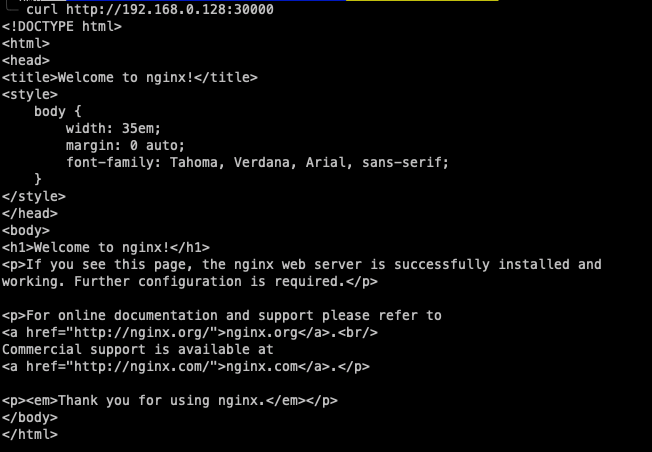 curl http://192.168.0.128:30000
<!DOCTYPE html>
<html>
<head>
<title>Welcome to nginx!</title>
<style>
    body {
        width: 35em;
        margin: 0 auto;
        font-family: Tahoma, Verdana, Arial, sans-serif;
    }
</style>
</head>
<body>
<h1>Welcome to nginx!</h1>
<p>If you see this page, the nginx web server is successfully installed and
working. Further configuration is required.</p>

<p>For online documentation and support please refer to
<a href="http://nginx.org/">nginx.org</a>.<br/>
Commercial support is available at
<a href="http://nginx.com/">nginx.com</a>.</p>

<p><em>Thank you for using nginx.</em></p>
</body>
</html>